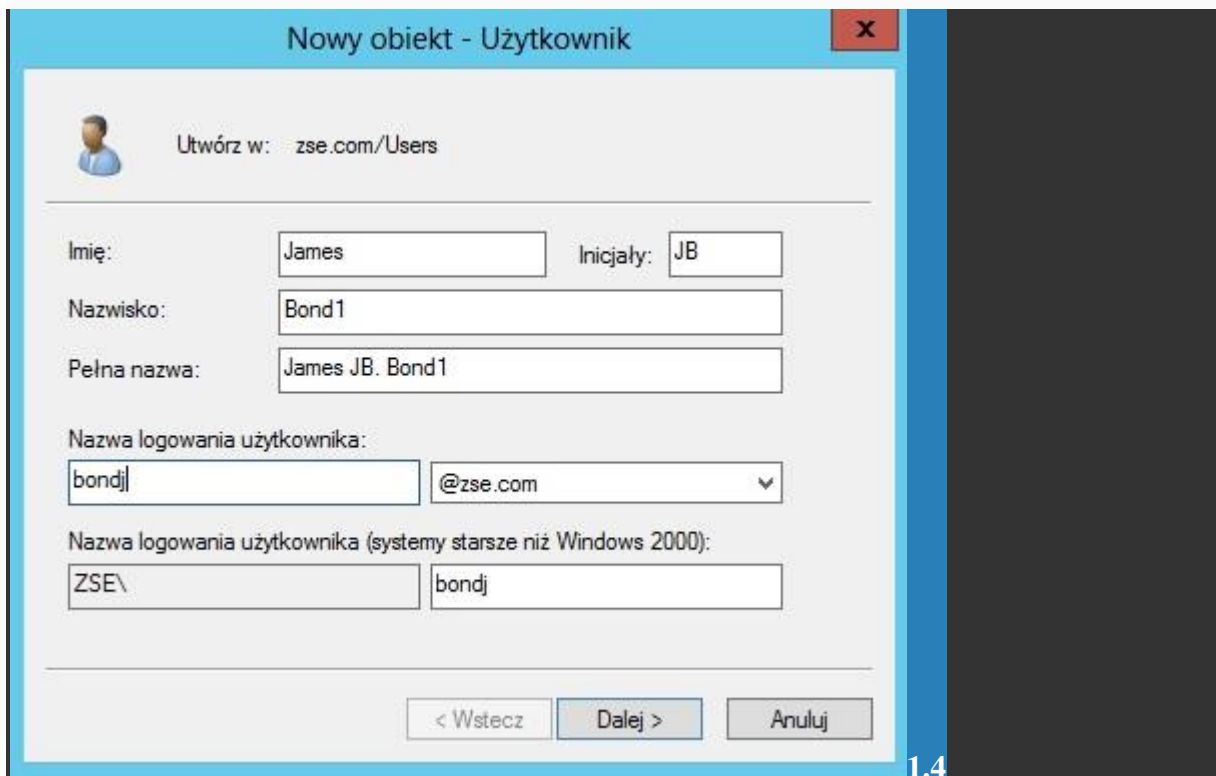 Nowy obiekt - Użytkownik
x
Utwórz w: zse.com/Users
Imię: James Inicjały: JB
Nazwisko: Bond1
Pełna nazwa: James JB. Bond1
Nazwa logowania użytkownika:
bondj @zse.com
Nazwa logowania użytkownika (systemy starsze niż Windows 2000):
ZSE\ bondj
< Wstecz Dalej > Anuluj
1.4